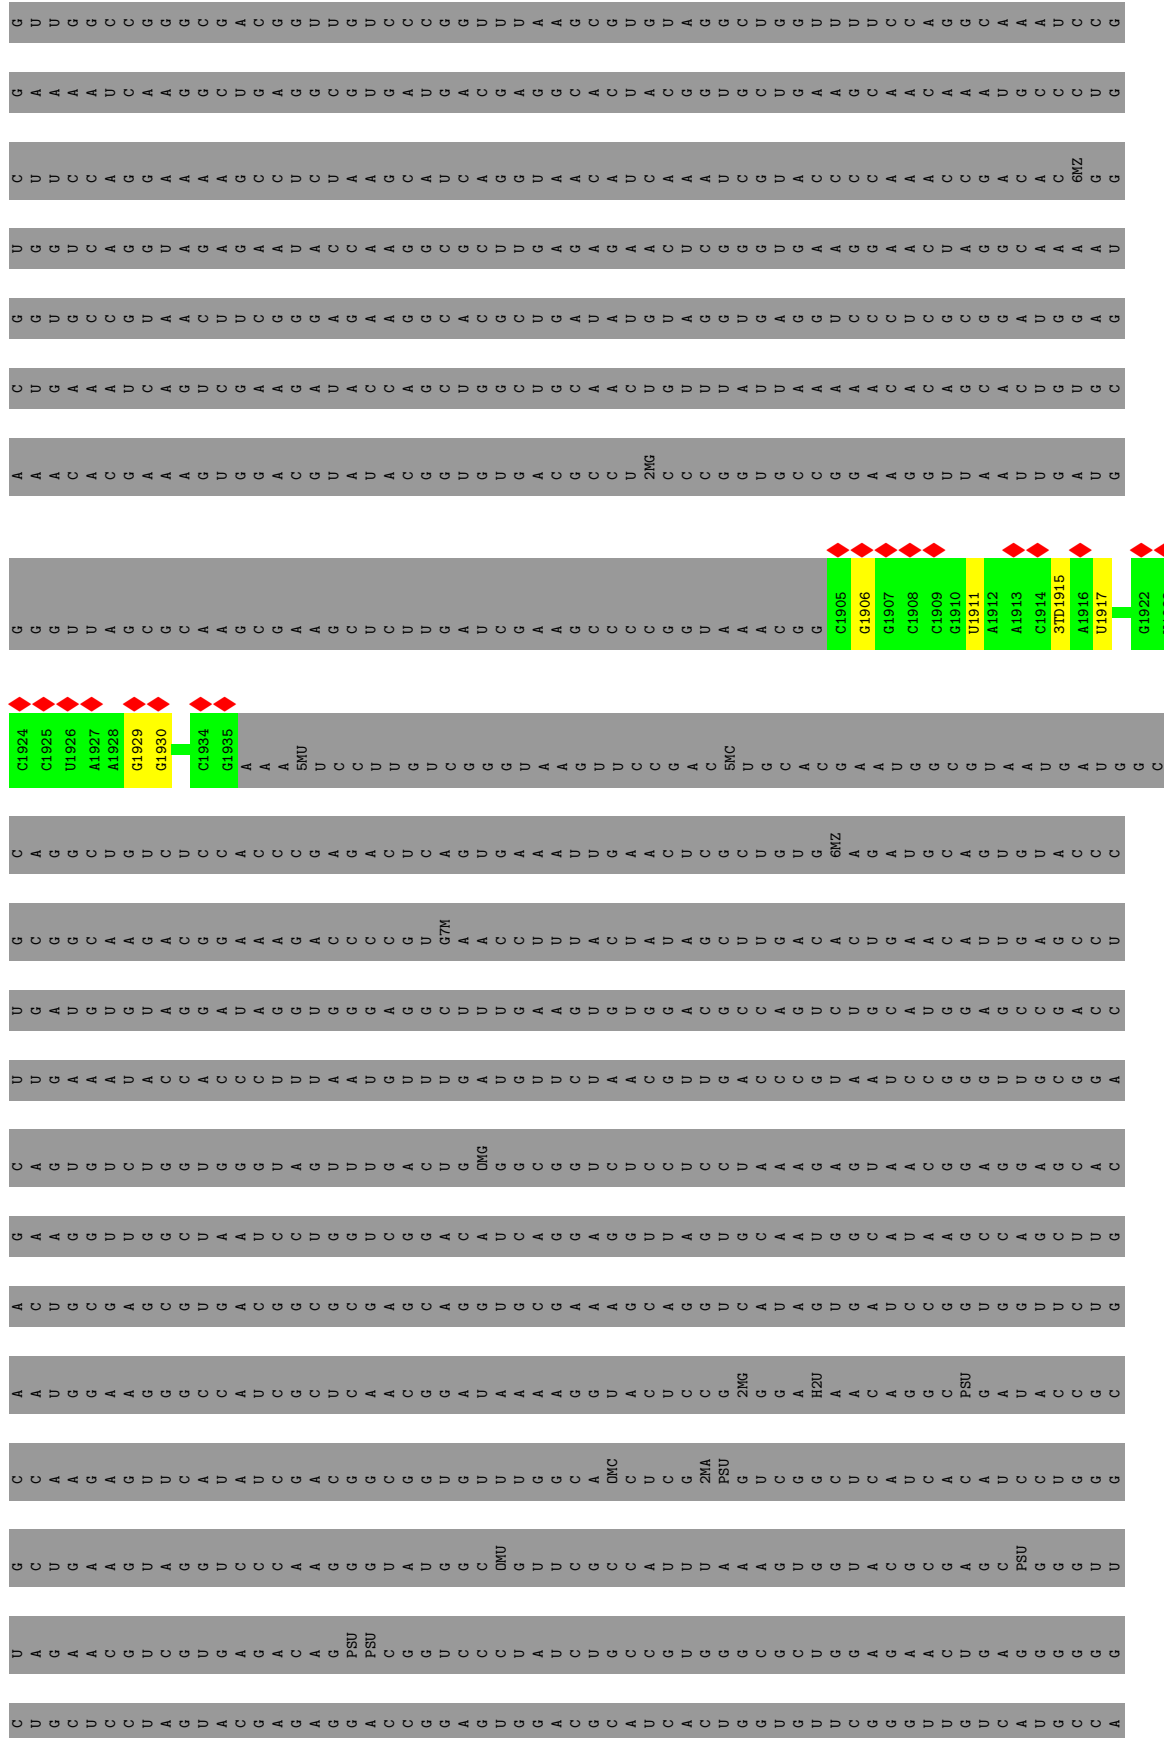 G U U G G C C G G G C G A C G G U U G U C C C G G U U U A A G C G U G U A G G C U G G U U U U C C A G G C A A A U C C G
G A A A A U C A A G G C U G A G G C G U G A U G A C G A G G C A C U A C G G U G C U G A A G C A A C A A A U G C C C U G
C U U C C A G G A A A A G C C U C U A A G C A U C A G G U A A C A U C A A A U C G U A C C C C A A A C C G A C A C 6MZ G G
U G G U C A G G U A G A G A A U A C C A A G G C G C U U G A G A G A A C U C G G G U G A A G G A A C U A G G C A A A A U
G G U G C C G U A A C U U C G G G A G A A G G C A C G C U G A U A U G U A G G U G A G G U C C C U C G C G G A U G G A G
C U G A A A U C A G U C G A A G A U A C C A G C U G G C U G C A A C U G U U U A U U A A A A A C A C A G C A C U G U G C
A A A C A C G A A A G U G G A C G U A U A C G G U G U G A C G C C U 2MG C C C G G U G C C G G A A G G U U A A U U G A U G
G G G U U A G C G C A A G C G A A G C U C U U G A U C G A A G C C C C G G U A A A C G G C1905 G1906 G1907 C1908 C1909 G1910 U1911 A1912 A1913 C1914 3TD1915 A1916 U1917 G1922
C1924 C1925 U1926 A1927 A1928 G1929 G1930 C1934 G1935 A A A 5MU U C C U U G U C G G G U A A G U U C C G A C 5MC U G C A C G A A U G G C G U A A U G A U G G C
C A G G C U G U C U C C A C C C G A G A C U C A G U G A A A U U G A A C U C G C U G U G 6MZ A G A U G C A G U G U A C C C
G C G G C A A G A C G G A A A G A C C C C G U G7M A A C C U U U A C U A U A G C U U G A C A C U G A A C A U U G A G C C U
U G A U G U G U A G G A U A G G U G G G A G G C U U U G A A G U G U G G A C G C C A G U C U G C A U G G A G C C G A C C
U U G A A A U A C C A C C C U U U A A U G U U U G A U G U U C U A A C G U U G A C C C G U A A U C C G G G U U G C G G A
C A G U G U C U G G U G G G U A G U U U G A C U G OMG G G C G G U C U C C U C C U A A A G A G U A A C G G A G G A G C A C
G A A G G U U G G C U A A U C C U G G U C G G A C A U C A G G A G G U U A G U G C A A U G G C A U A A G C C A G C U U G
A C U G C G A G C G U G A C G G C G C G A G C A G G U G C G A A A G C A G G U C A U A G U G A U C C G G U G G U U C U G
A A U G G A A G G G C C A U C G C U C A A C G G A U A A A A G G U A C U C C G 2MG G G A H2U A A C A G G C PSU G A U A C C G C
C C A A G A G U U C A U A U C G A C G G C G G U G U U U G G C A OMC C U C G 2MA PSU G U C G G C U C A U C A C A U C C U G G G
G C U G A A G U A G G U C C C A A G G G U A U G G C OMU G U U C G C C A U U U A A A G U G G U A C G C G A G C PSU G G G U U
U A G A A C G U C G U G A G A C A G PSU PSU C G G U C C C U A U C U G C C G U G G G C G C U G G A G A A C U G A G G G G G G
C U G C U C C U A G U A C G A G A G G A C C G G A G U G G A C G C A U C A C U G G U G U U C G G G U U G U C A U G C C A